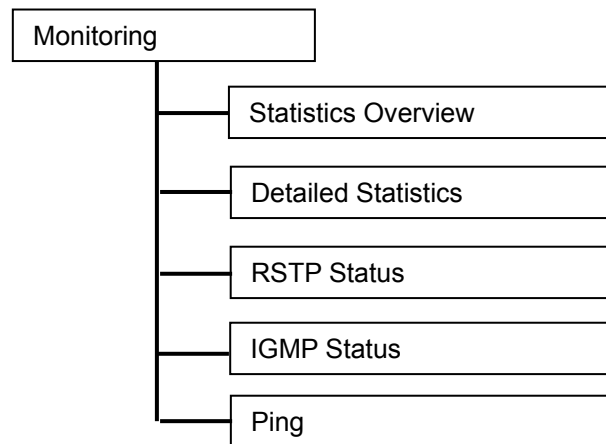 Monitoring
Statistics Overview
Detailed Statistics
RSTP Status
IGMP Status
Ping